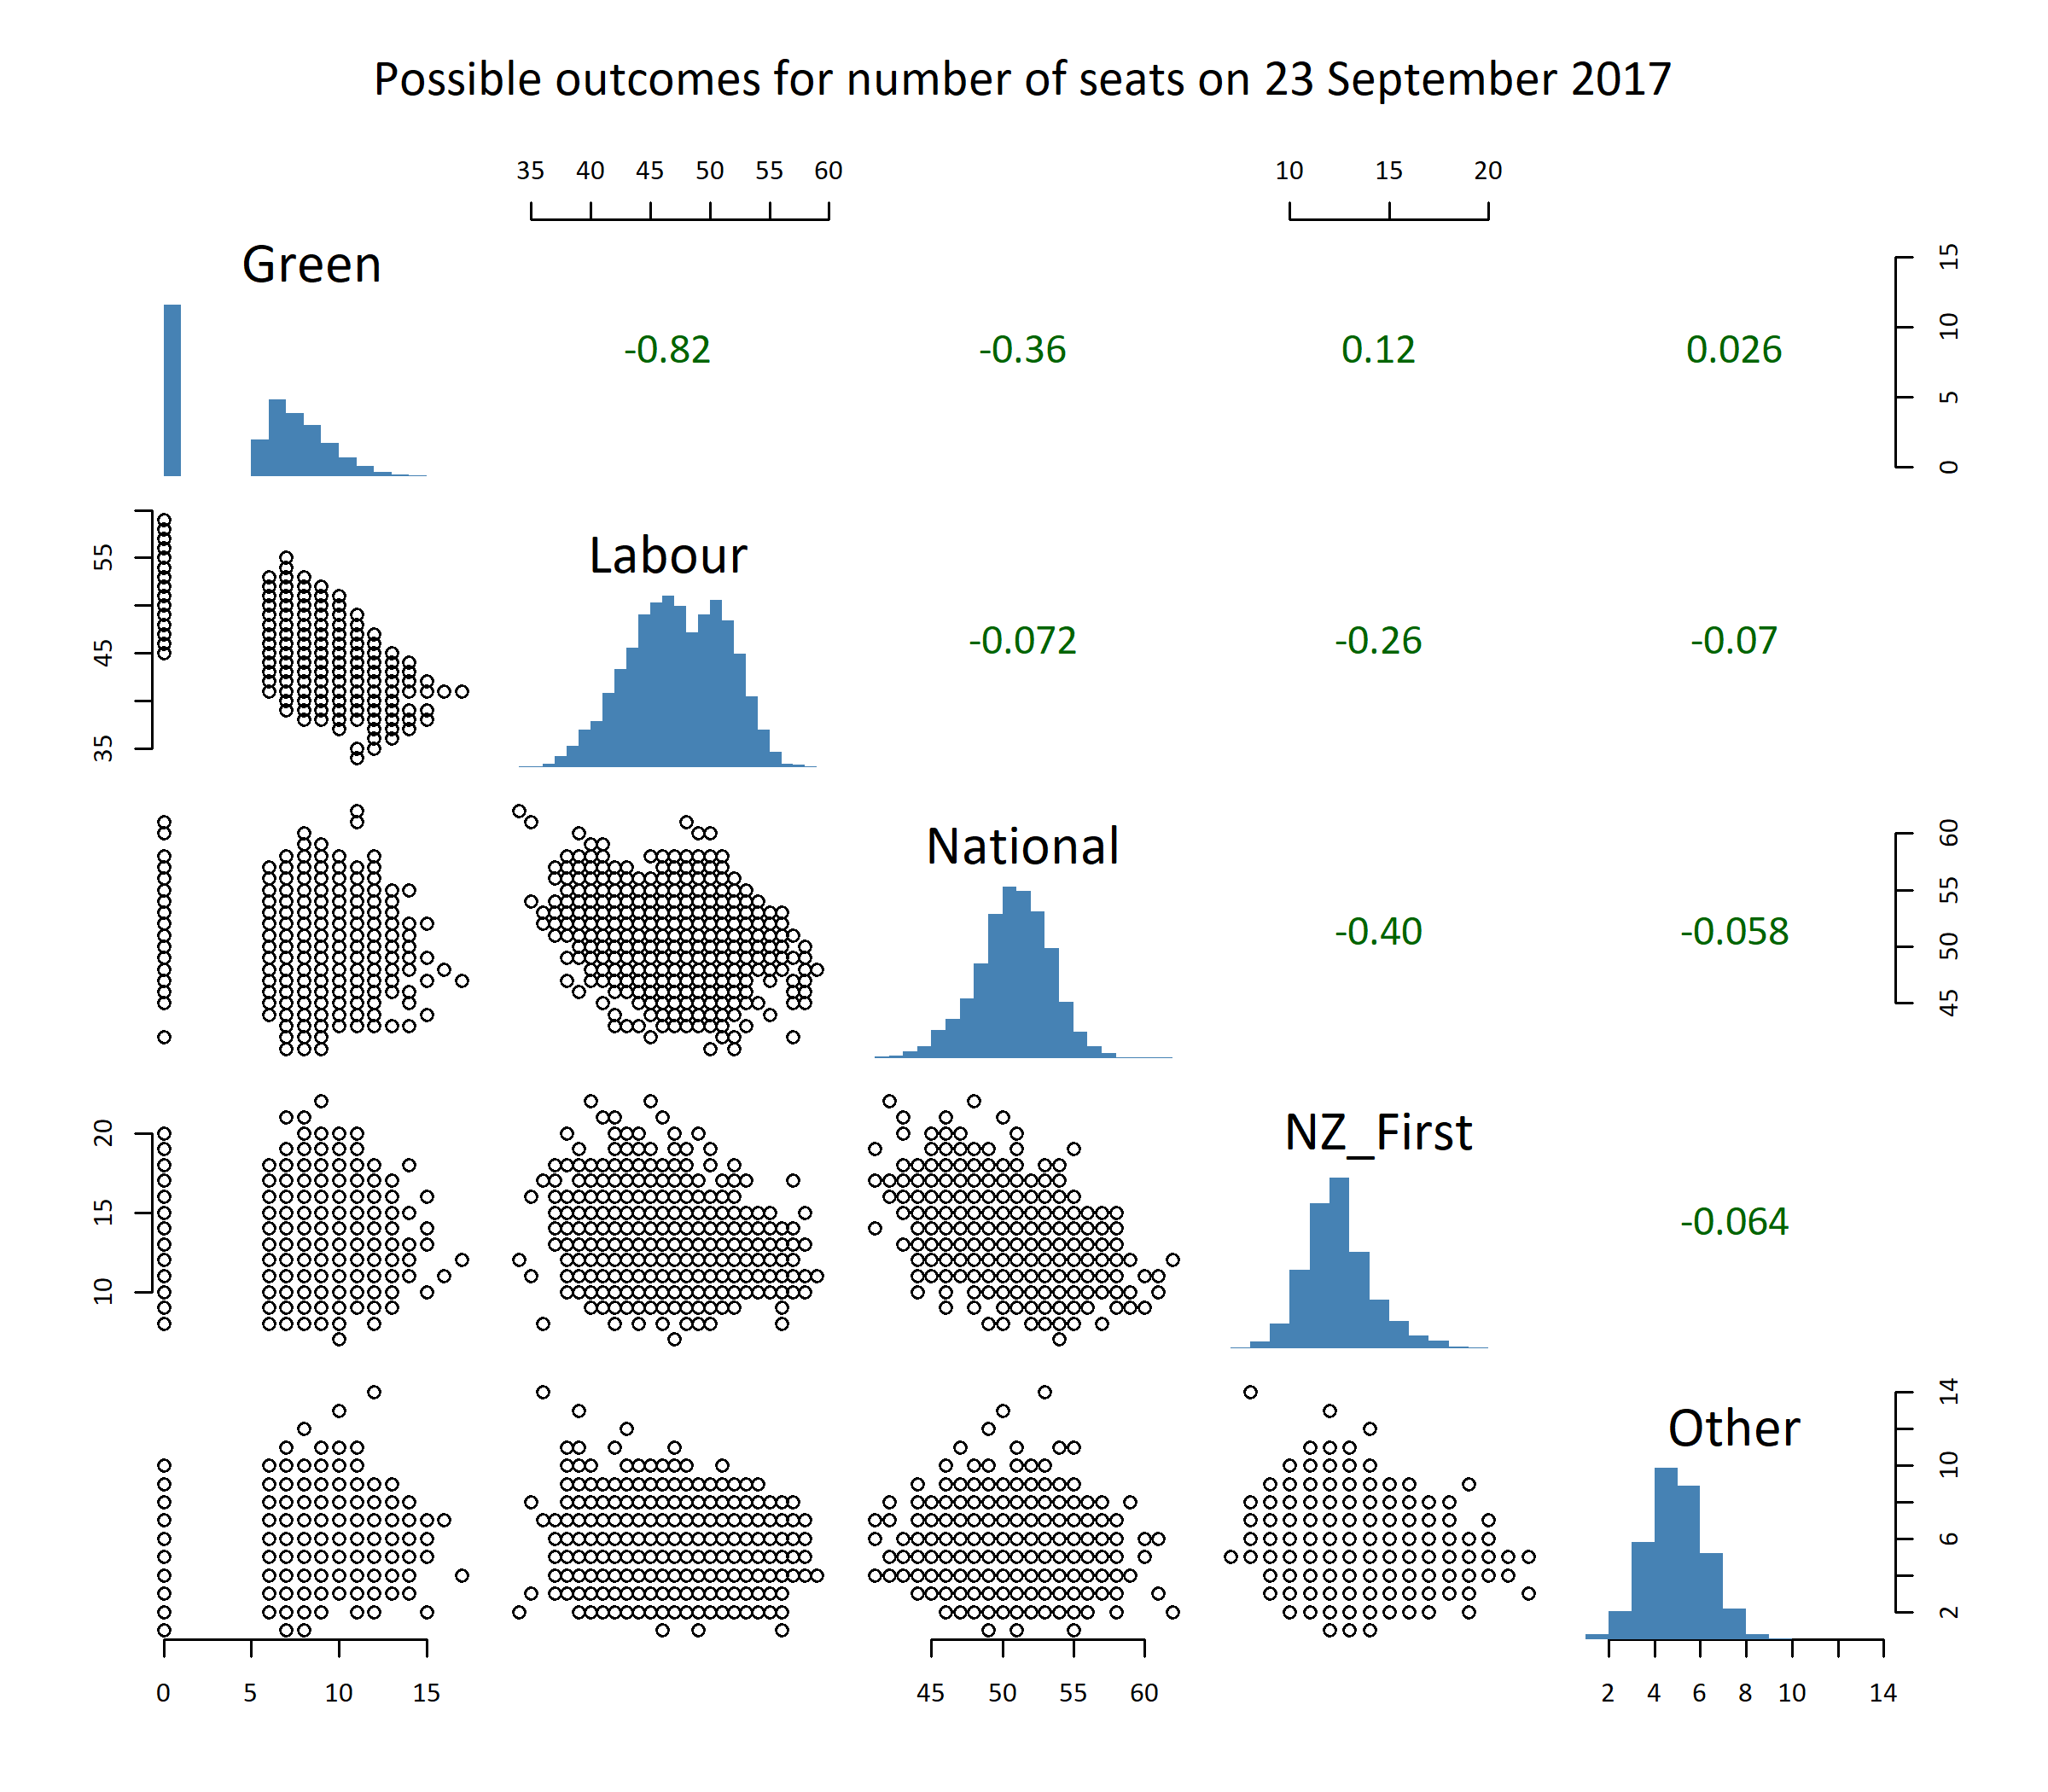 Possible outcomes for number of seats on 23 September 2017
35 40 45 50 55 60
10 15 20
Green
15
10
5
0
-0.82
-0.36
0.12
0.026
Labour
55
45
35
-0.072
-0.26
-0.07
National
60
55
50
45
-0.40
-0.058
NZ_First
20
15
10
-0.064
Other
14
10
6
2
0 5 10 15
45 50 55 60
2 4 6 8 10 14